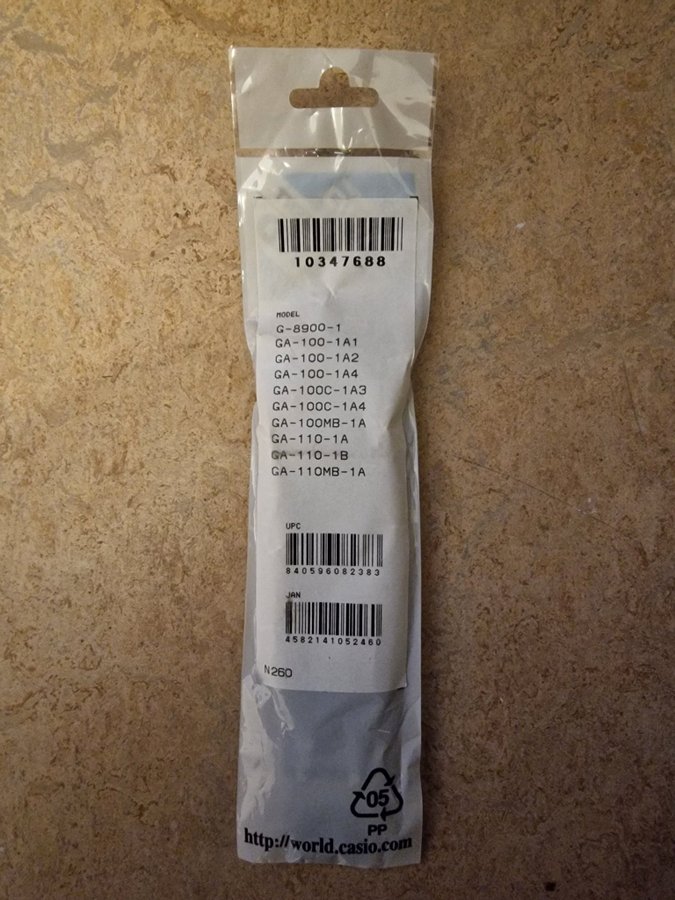 10347688
MODEL
G-8900-1
GA-100-1A1
GA-100-1A2
GA-100-1A4
GA-100C-1A3
GA-100C-1A4
GA-100MB-1A
GA-110-1A
GA-110-1B
GA-110MB-1A
UPC
840596082383
JAN
4582141052460
N260
05
PP
http://world.casio.com